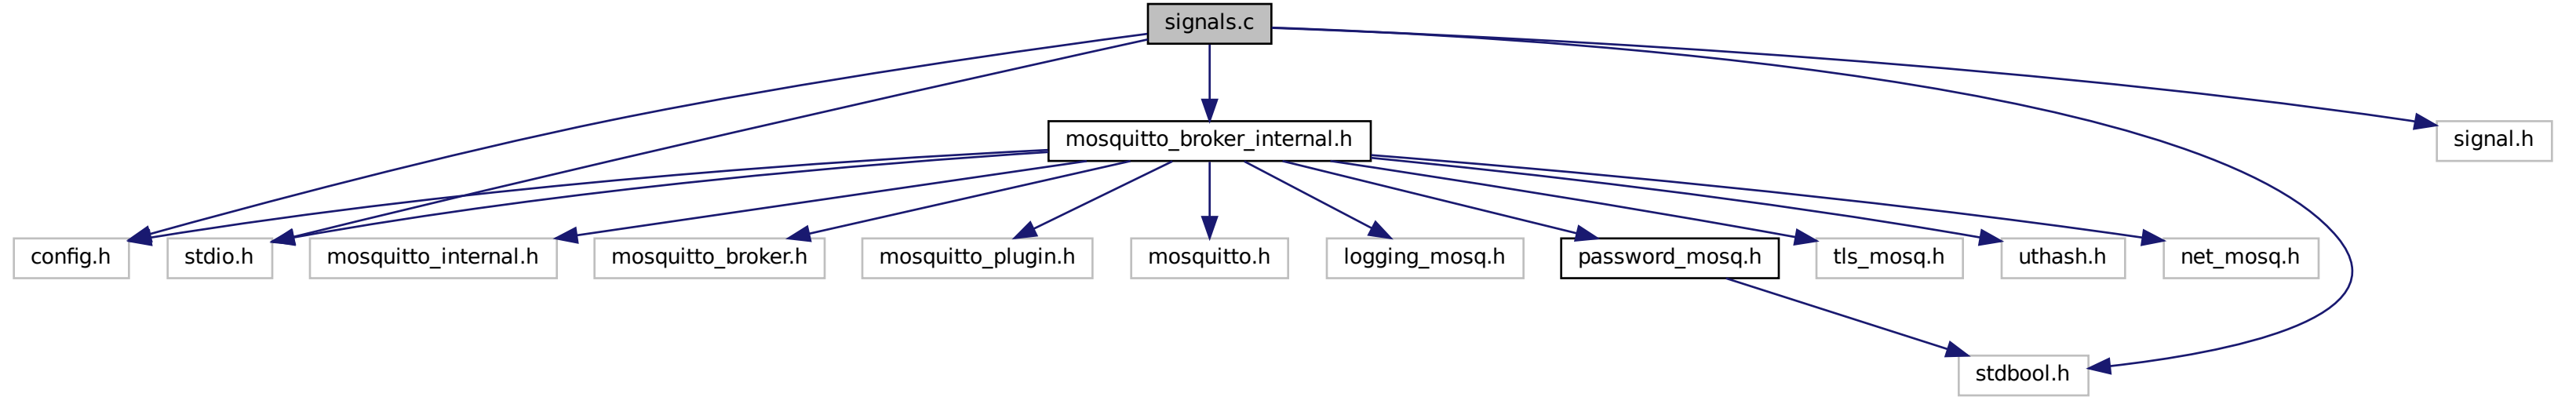 signals.c
mosquitto_broker_internal.h
signal.h
config.h
stdio.h
mosquitto_internal.h
mosquitto_broker.h
mosquitto_plugin.h
mosquitto.h
logging_mosq.h
password_mosq.h
tls_mosq.h
uthash.h
net_mosq.h
stdbool.h